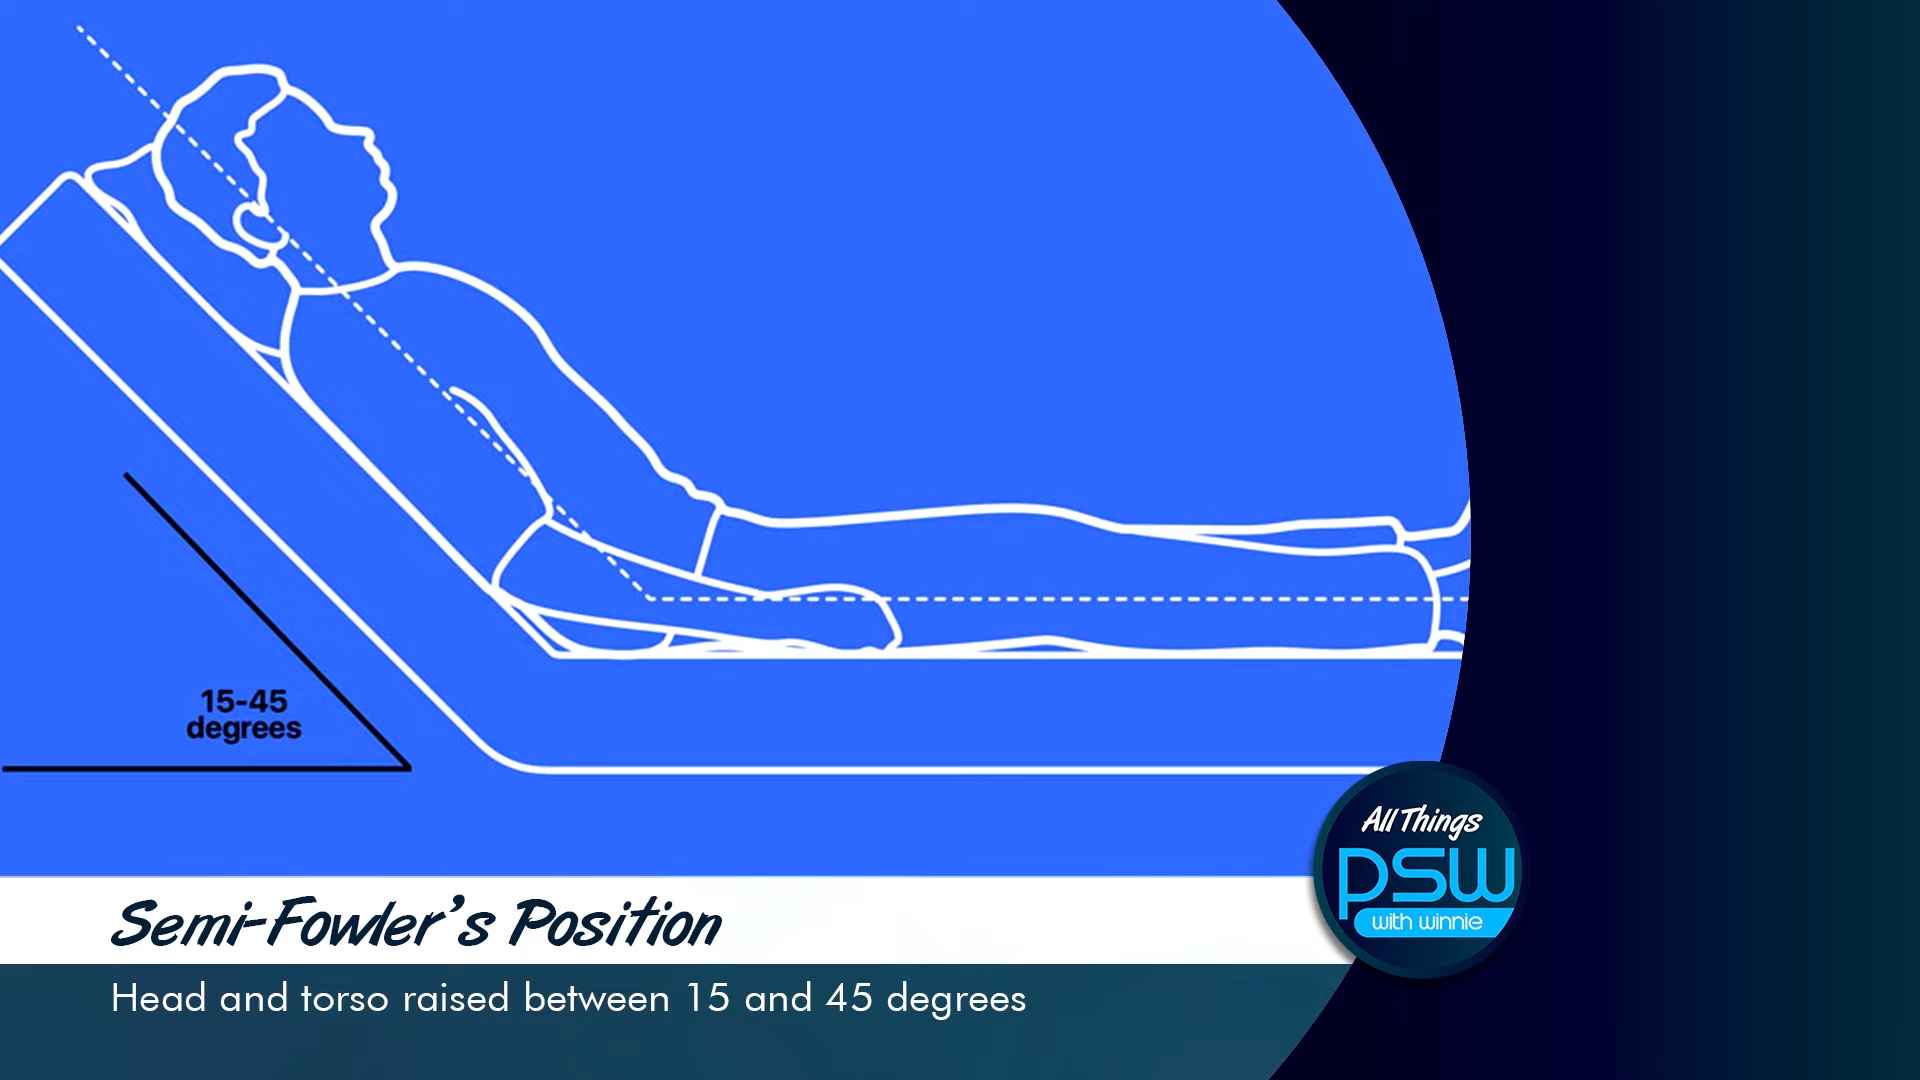 15-45
degrees
All Things
PSW
with winnie
Semi-Fowler's Position
Head and torso raised between 15 and 45 degrees